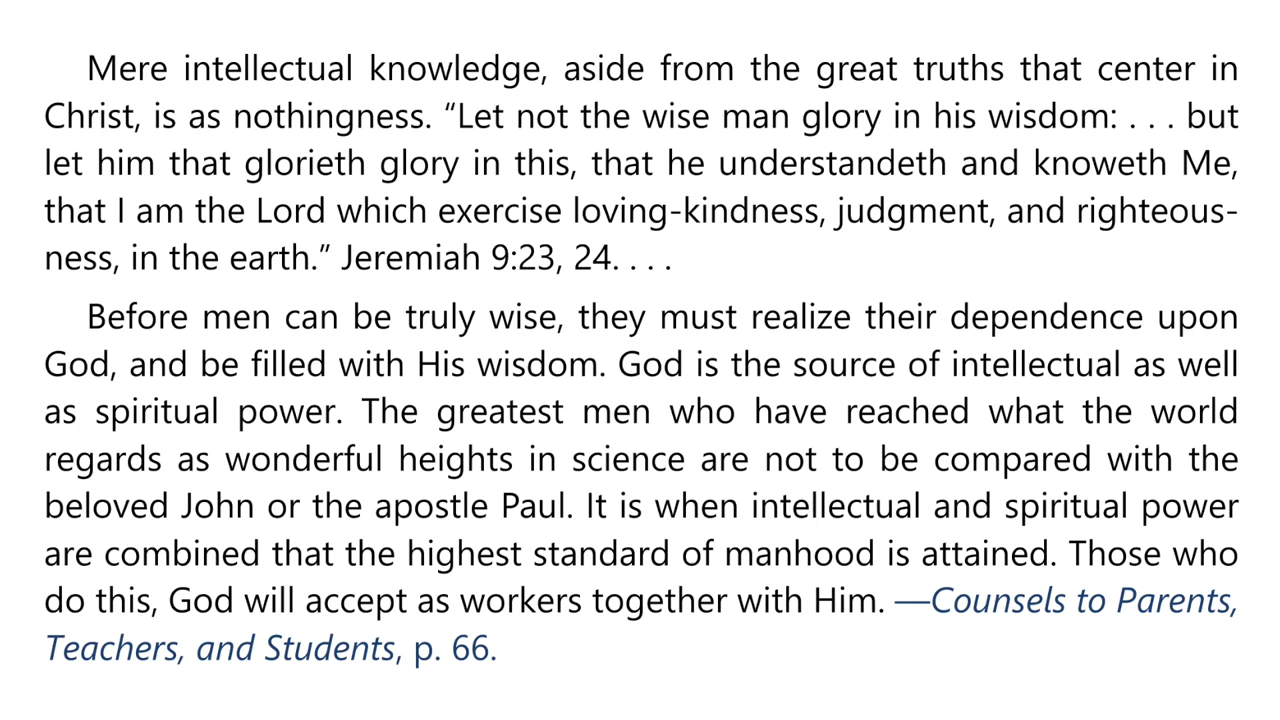 Mere intellectual knowledge, aside from the great truths that center in
Christ, is as nothingness. “Let not the wise man glory in his wisdom: . . . but
let him that glorieth glory in this, that he understandeth and knoweth Me,
that I am the Lord which exercise loving-kindness, judgment, and righteous-
ness, in the earth.” Jeremiah 9:23, 24. . . .
Before men can be truly wise, they must realize their dependence upon
God, and be filled with His wisdom. God is the source of intellectual as well
as spiritual power. The greatest men who have reached what the world
regards as wonderful heights in science are not to be compared with the
beloved John or the apostle Paul. It is when intellectual and spiritual power
are combined that the highest standard of manhood is attained. Those who
do this, God will accept as workers together with Him. —Counsels to Parents,
Teachers, and Students, p. 66.